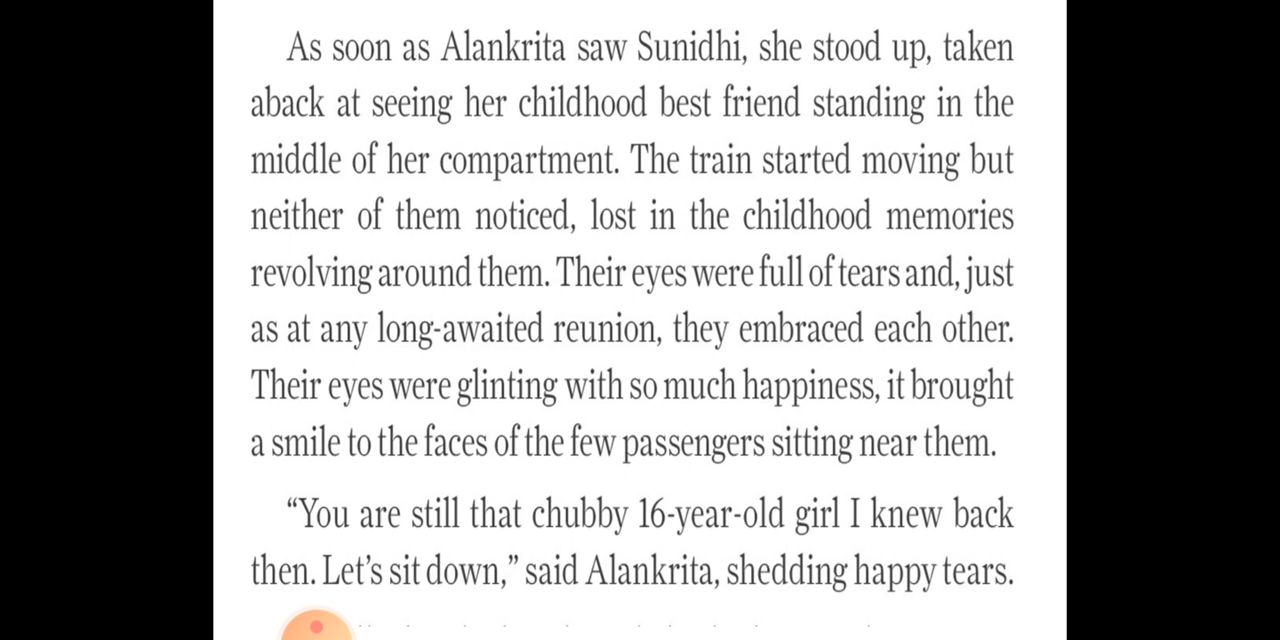 As soon as Alankrita saw Sunidhi, she stood up, taken
aback at seeing her childhood best friend standing in the
middle of her compartment. The train started moving but
neither of them noticed, lost in the childhood memories
revolving around them. Their eyes were full of tears and, just
as at any long-awaited reunion, they embraced each other.
Their eyes were glinting with so much happiness, it brought
a smile to the faces of the few passengers sitting near them.
“You are still that chubby 16-year-old girl I knew back
then. Let’s sit down,” said Alankrita, shedding happy tears.